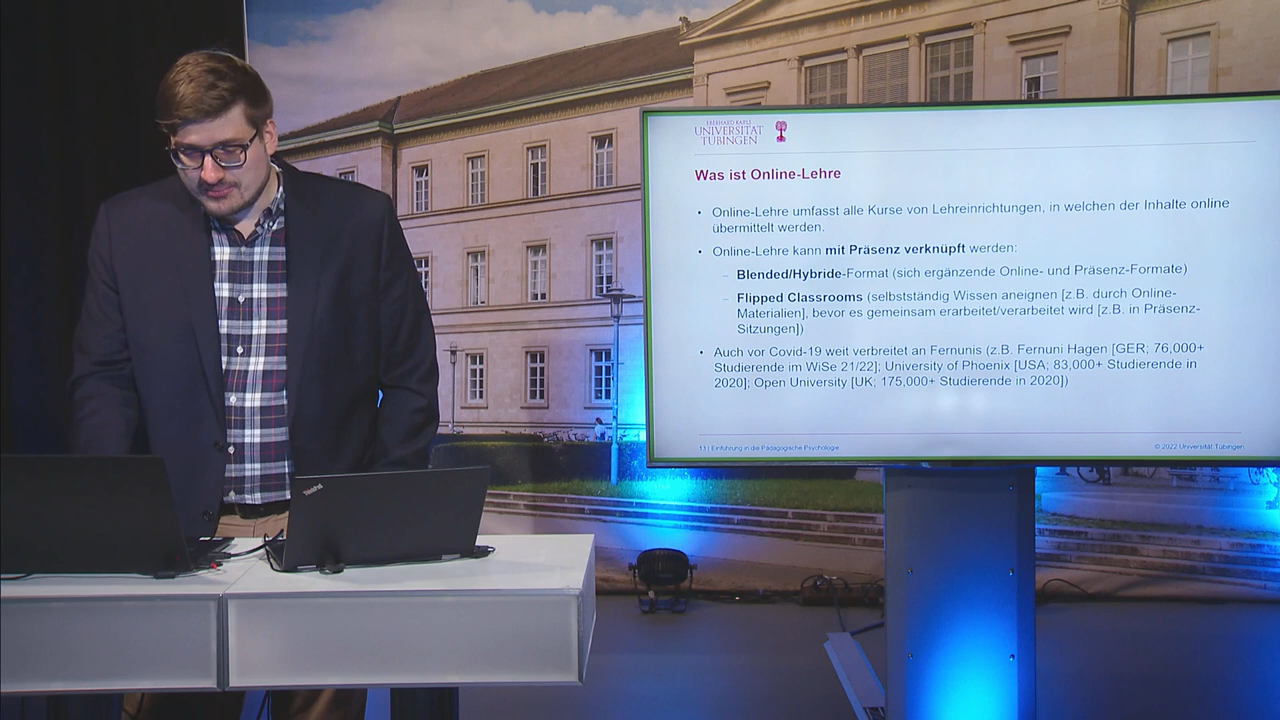 EBERHARD KARLS
UNIVERSITÄT
TÜBINGEN
Was ist Online-Lehre
• Online-Lehre umfasst alle Kurse von Lehreinrichtungen, in welchen der Inhalte online
übermittelt werden.
• Online-Lehre kann mit Präsenz verknüpft werden:
– Blended/Hybride-Format (sich ergänzende Online- und Präsenz-Formate)
– Flipped Classrooms (selbstständig Wissen aneignen [z.B. durch Online-
Materialien], bevor es gemeinsam erarbeitet/verarbeitet wird [z.B. in Präsenz-
Sitzungen])
• Auch vor Covid-19 weit verbreitet an Fernunis (z.B. Fernuni Hagen [GER; 76,000+
Studierende im WiSe 21/22]; University of Phoenix [USA; 83,000+ Studierende in
2020]; Open University [UK; 175,000+ Studierende in 2020])
13 | Einführung in die Pädagogische Psychologie
© 2022 Universität Tübingen
ThinkPad